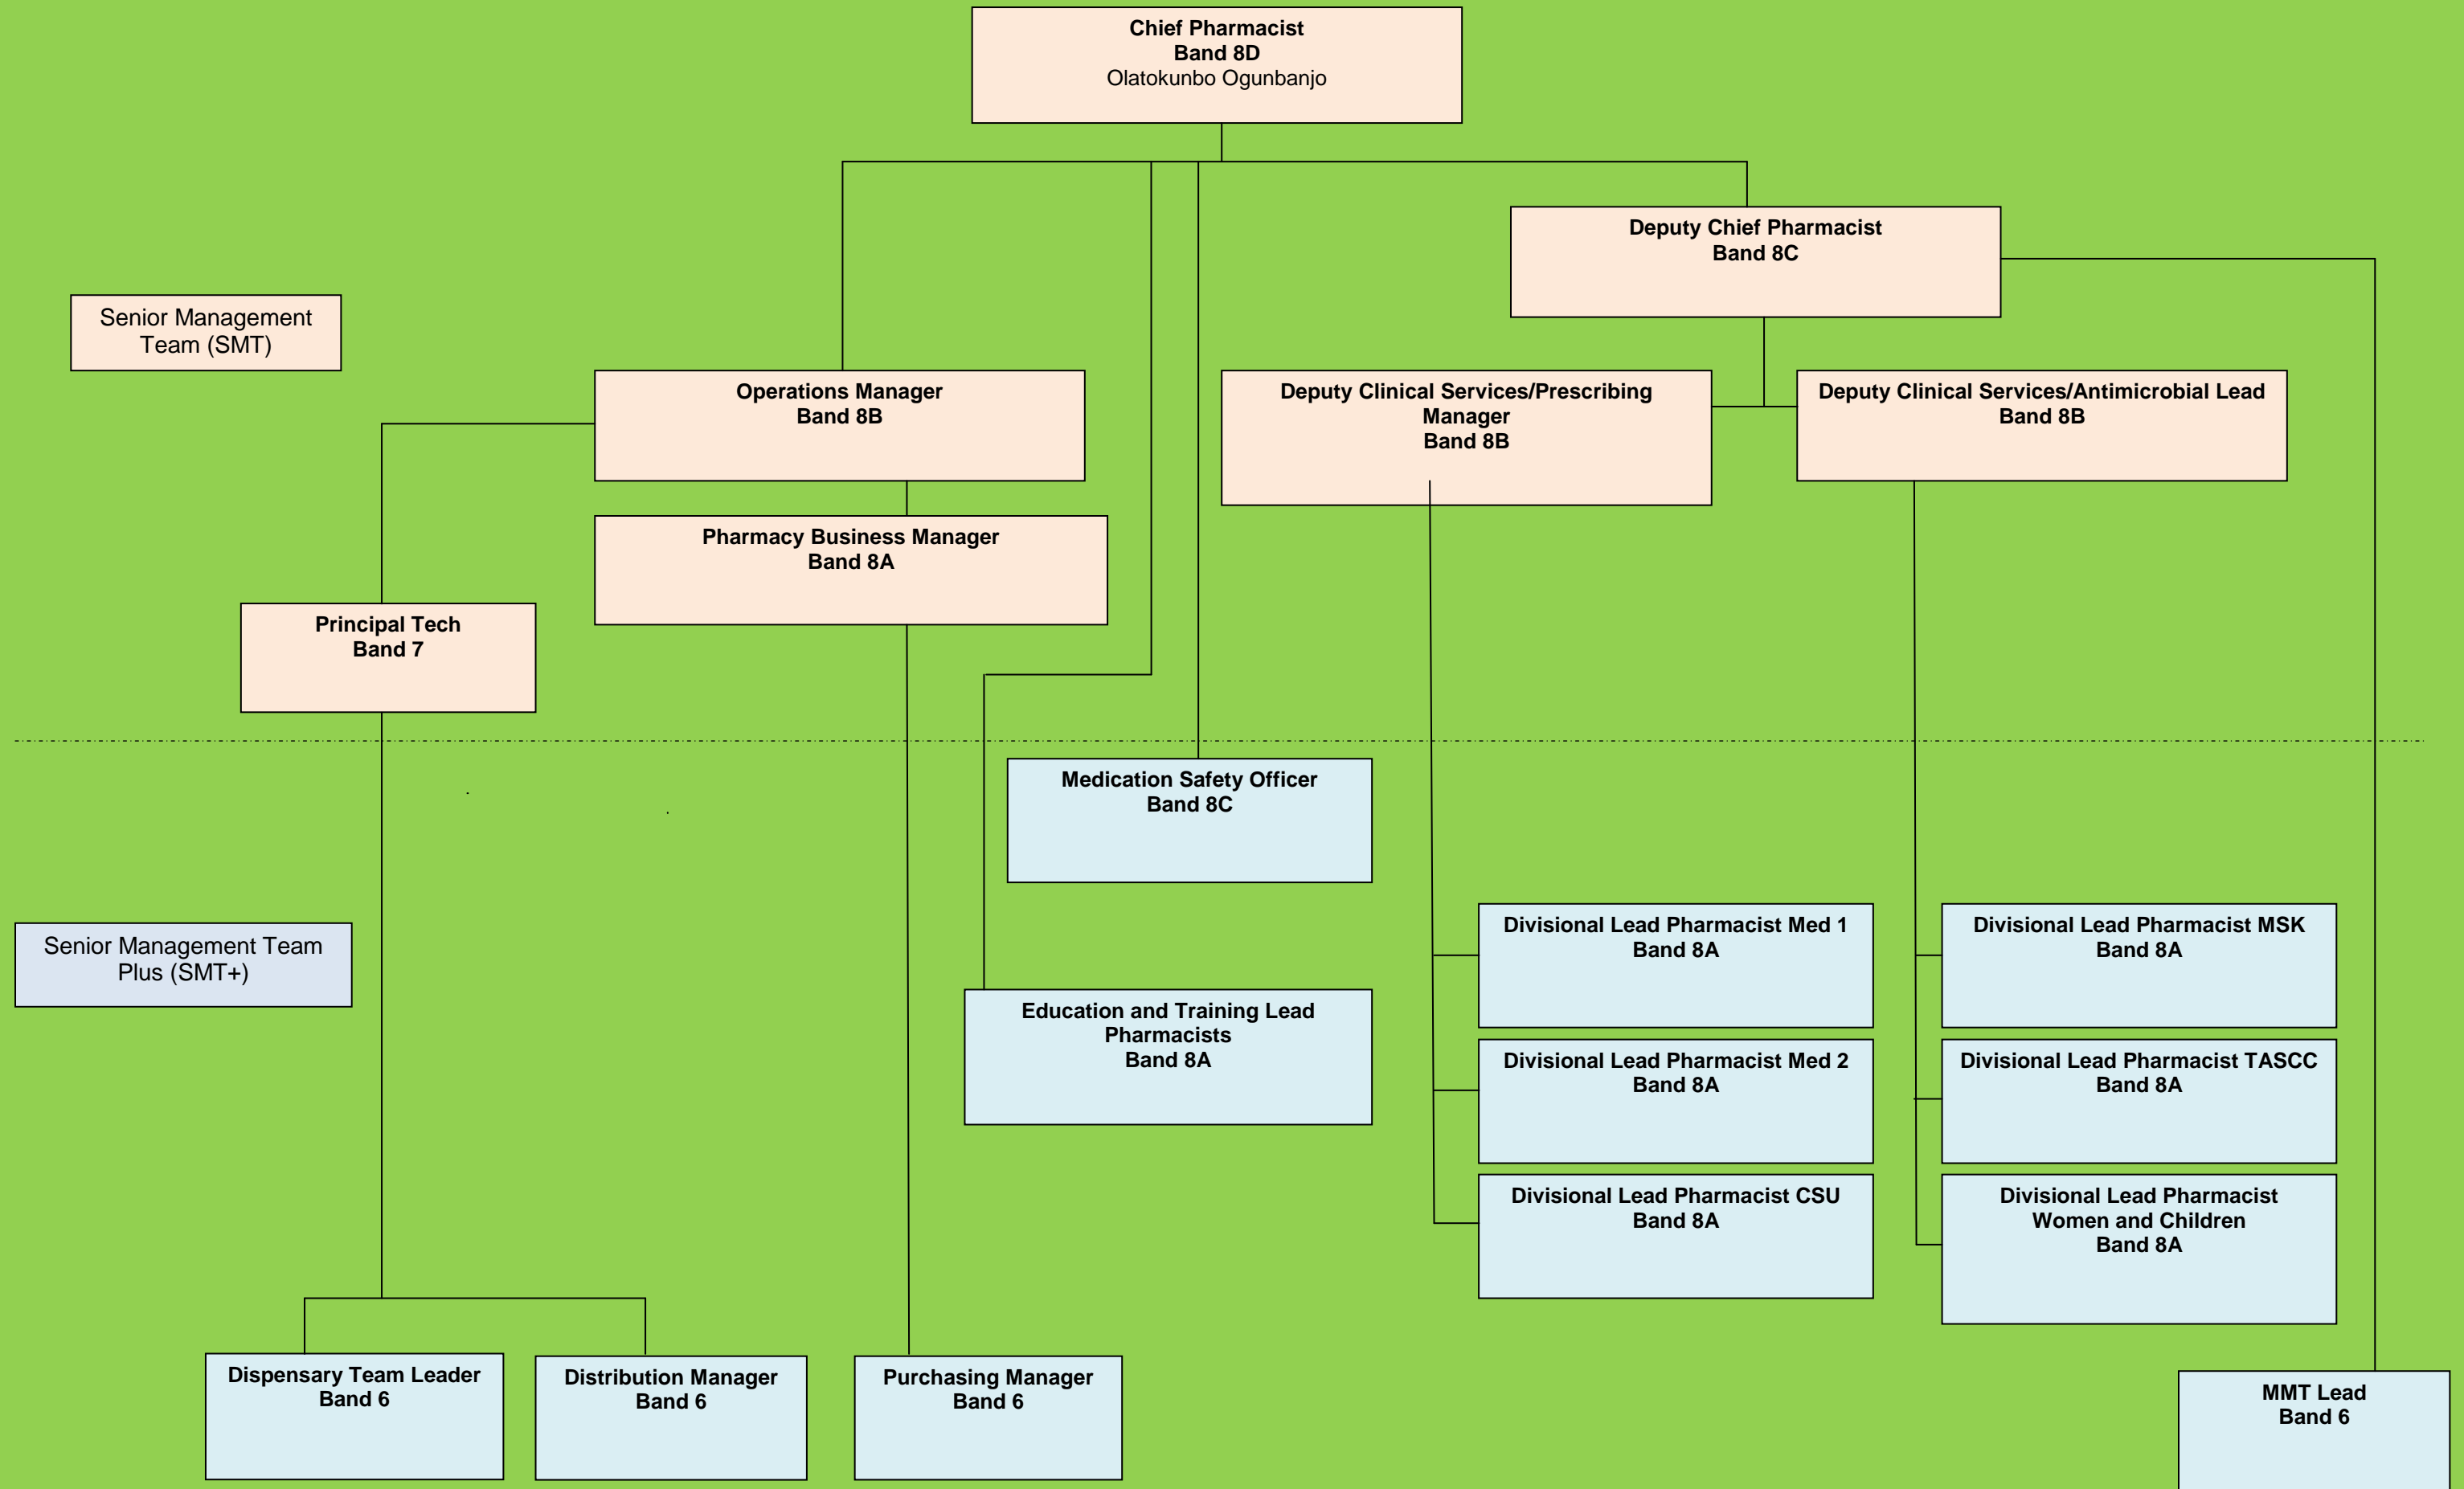 Chief Pharmacist
Band 8D
Olatokunbo Ogunbanjo
Deputy Chief Pharmacist
Band 8C
Senior Management
Team (SMT)
Operations Manager
Band 8B
Deputy Clinical Services/Prescribing
Manager
Band 8B
Deputy Clinical Services/Antimicrobial Lead
Band 8B
Pharmacy Business Manager
Band 8A
Principal Tech
Band 7
Medication Safety Officer
Band 8C
Senior Management Team
Plus (SMT+)
Divisional Lead Pharmacist Med 1
Band 8A
Divisional Lead Pharmacist MSK
Band 8A
Education and Training Lead
Pharmacists
Band 8A
Divisional Lead Pharmacist Med 2
Band 8A
Divisional Lead Pharmacist TASCC
Band 8A
Divisional Lead Pharmacist CSU
Band 8A
Divisional Lead Pharmacist
Women and Children
Band 8A
Dispensary Team Leader
Band 6
Distribution Manager
Band 6
Purchasing Manager
Band 6
MMT Lead
Band 6